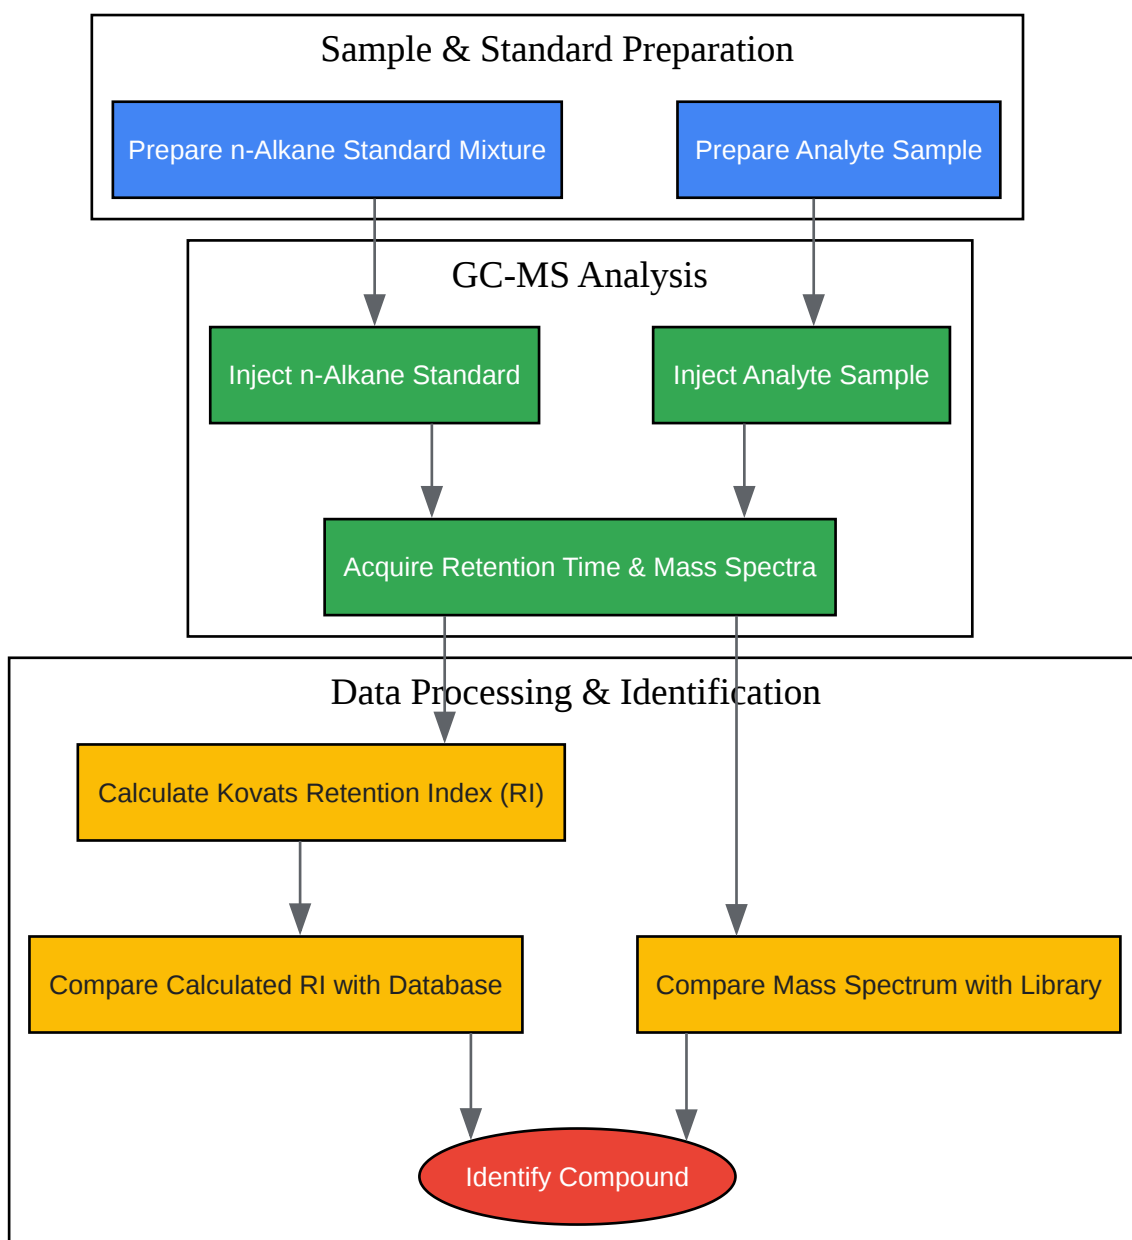 Sample & Standard Preparation
Prepare n-Alkane Standard Mixture
Prepare Analyte Sample
GC-MS Analysis
Inject n-Alkane Standard
Inject Analyte Sample
Acquire Retention Time & Mass Spectra
Data Processing & Identification
Calculate Kovats Retention Index (RI)
Compare Calculated RI with Database
Compare Mass Spectrum with Library
Identify Compound